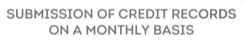 SUBMISSION OF CREDIT RECORDS
ON A MONTHLY BASIS